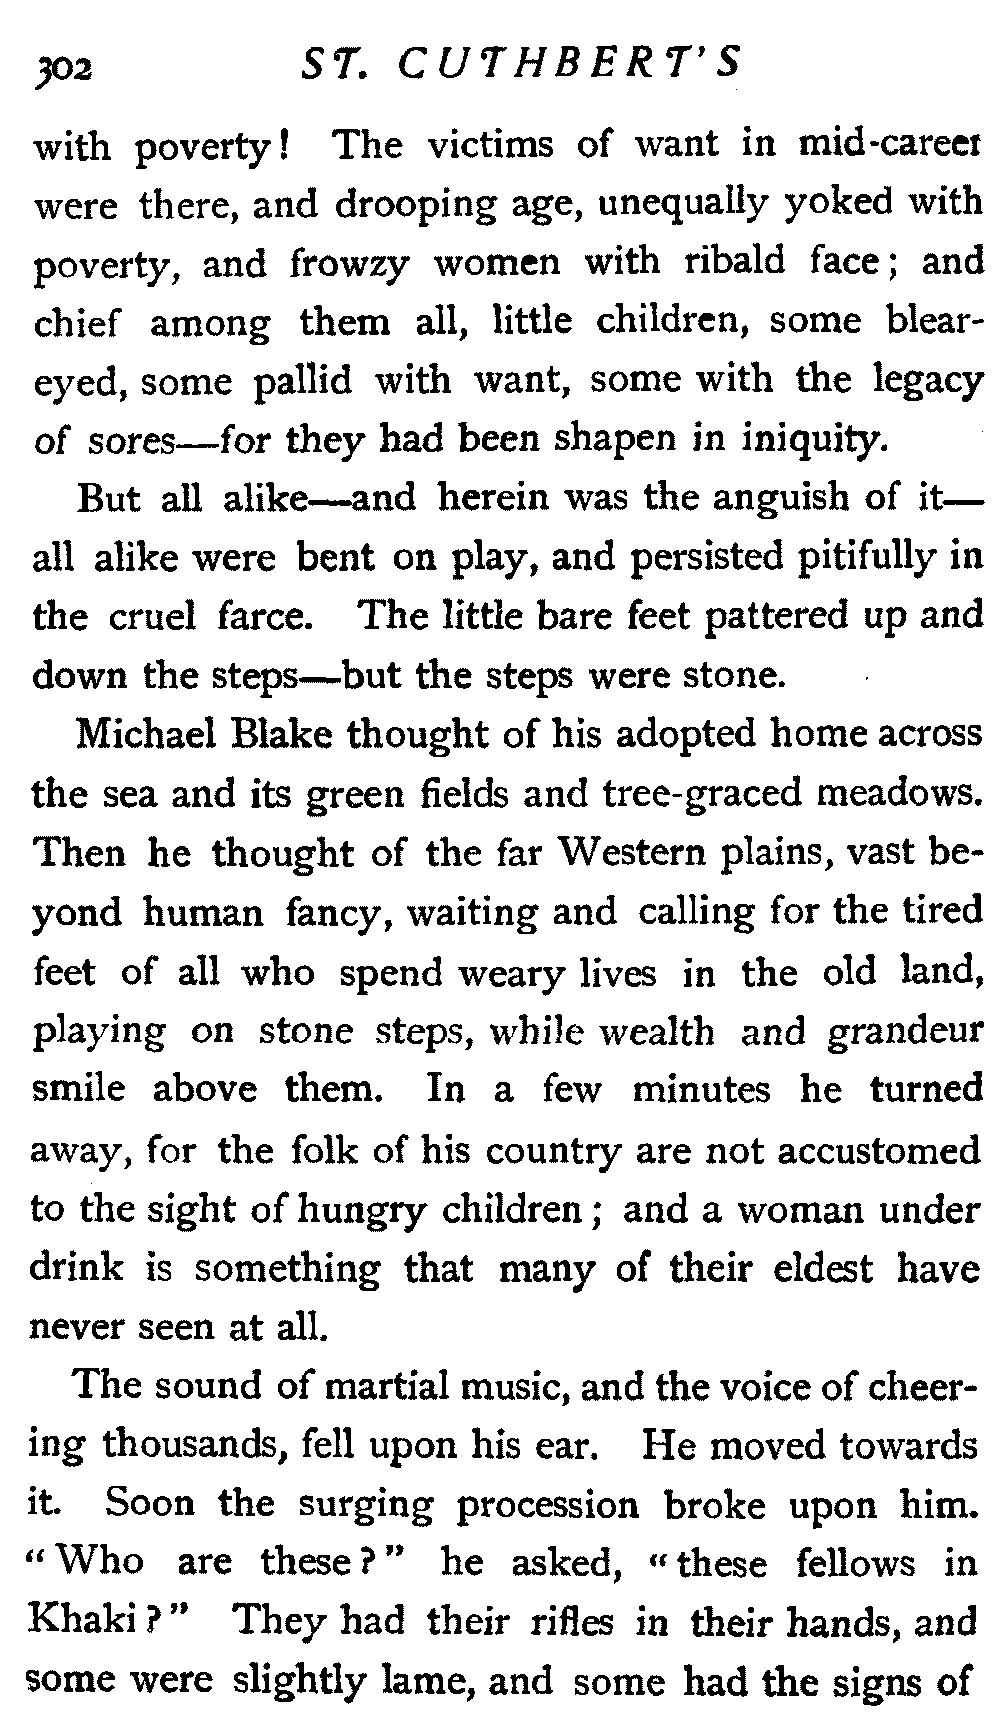 302 ST. CUTHBERT'S
with poverty! The victims of want in mid-career
were there, and drooping age, unequally yoked with
poverty, and frowzy women with ribald face; and
chief among them all, little children, some blear-
eyed, some pallid with want, some with the legacy
of sores—for they had been shapen in iniquity.
But all alike—and herein was the anguish of it—
all alike were bent on play, and persisted pitifully in
the cruel farce. The little bare feet pattered up and
down the steps—but the steps were stone.
Michael Blake thought of his adopted home across
the sea and its green fields and tree-graced meadows.
Then he thought of the far Western plains, vast be-
yond human fancy, waiting and calling for the tired
feet of all who spend weary lives in the old land,
playing on stone steps, while wealth and grandeur
smile above them. In a few minutes he turned
away, for the folk of his country are not accustomed
to the sight of hungry children; and a woman under
drink is something that many of their eldest have
never seen at all.
The sound of martial music, and the voice of cheer-
ing thousands, fell upon his ear. He moved towards
it. Soon the surging procession broke upon him.
"Who are these?" he asked, "these fellows in
Khaki?" They had their rifles in their hands, and
some were slightly lame, and some had the signs of